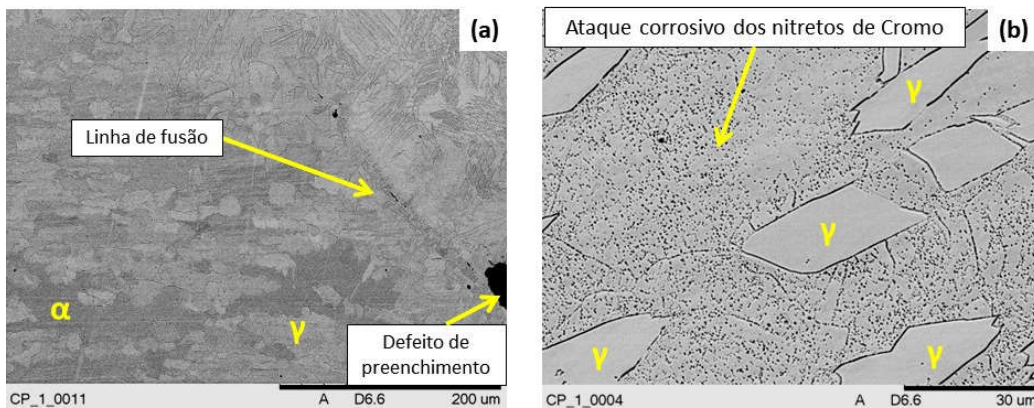 (a)
Linha de fusão
α
γ
Defeito de
preenchimento
CP_1_0011 A D6.6 200 um
Ataque corrosivo dos nitretos de Cromo
(b)
γ
γ
γ
γ
CP_1_0004 A D6.6 30 um